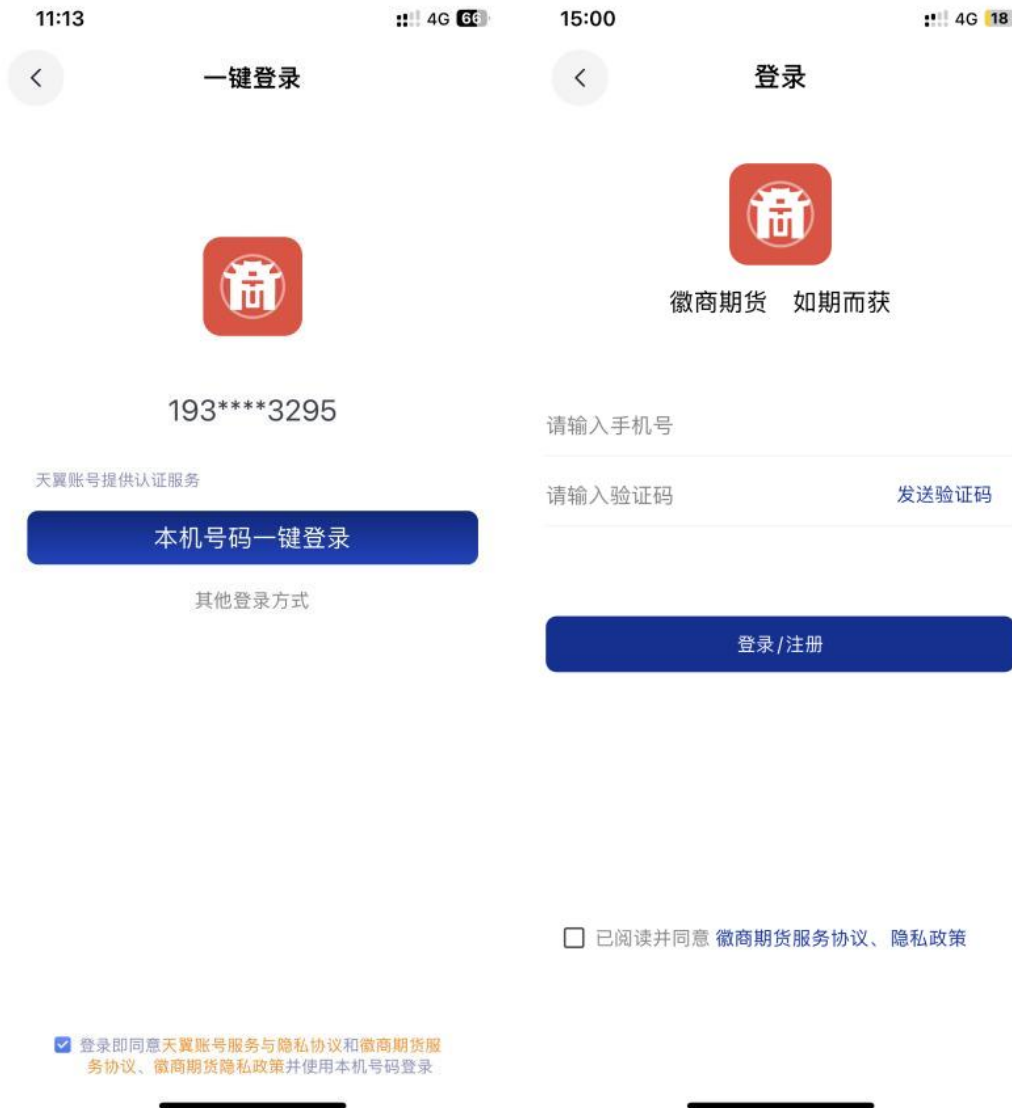 11:13
4G 66
一键登录
商
193****3295
天翼账号提供认证服务
本机号码一键登录
其他登录方式
登录即同意天翼账号服务与隐私协议和徽商期货服
务协议、徽商期货隐私政策并使用本机号码登录
15:00
4G 18
登录
商
徽商期货 如期而获
请输入手机号
请输入验证码 发送验证码
登录/注册
已阅读并同意 徽商期货服务协议、隐私政策